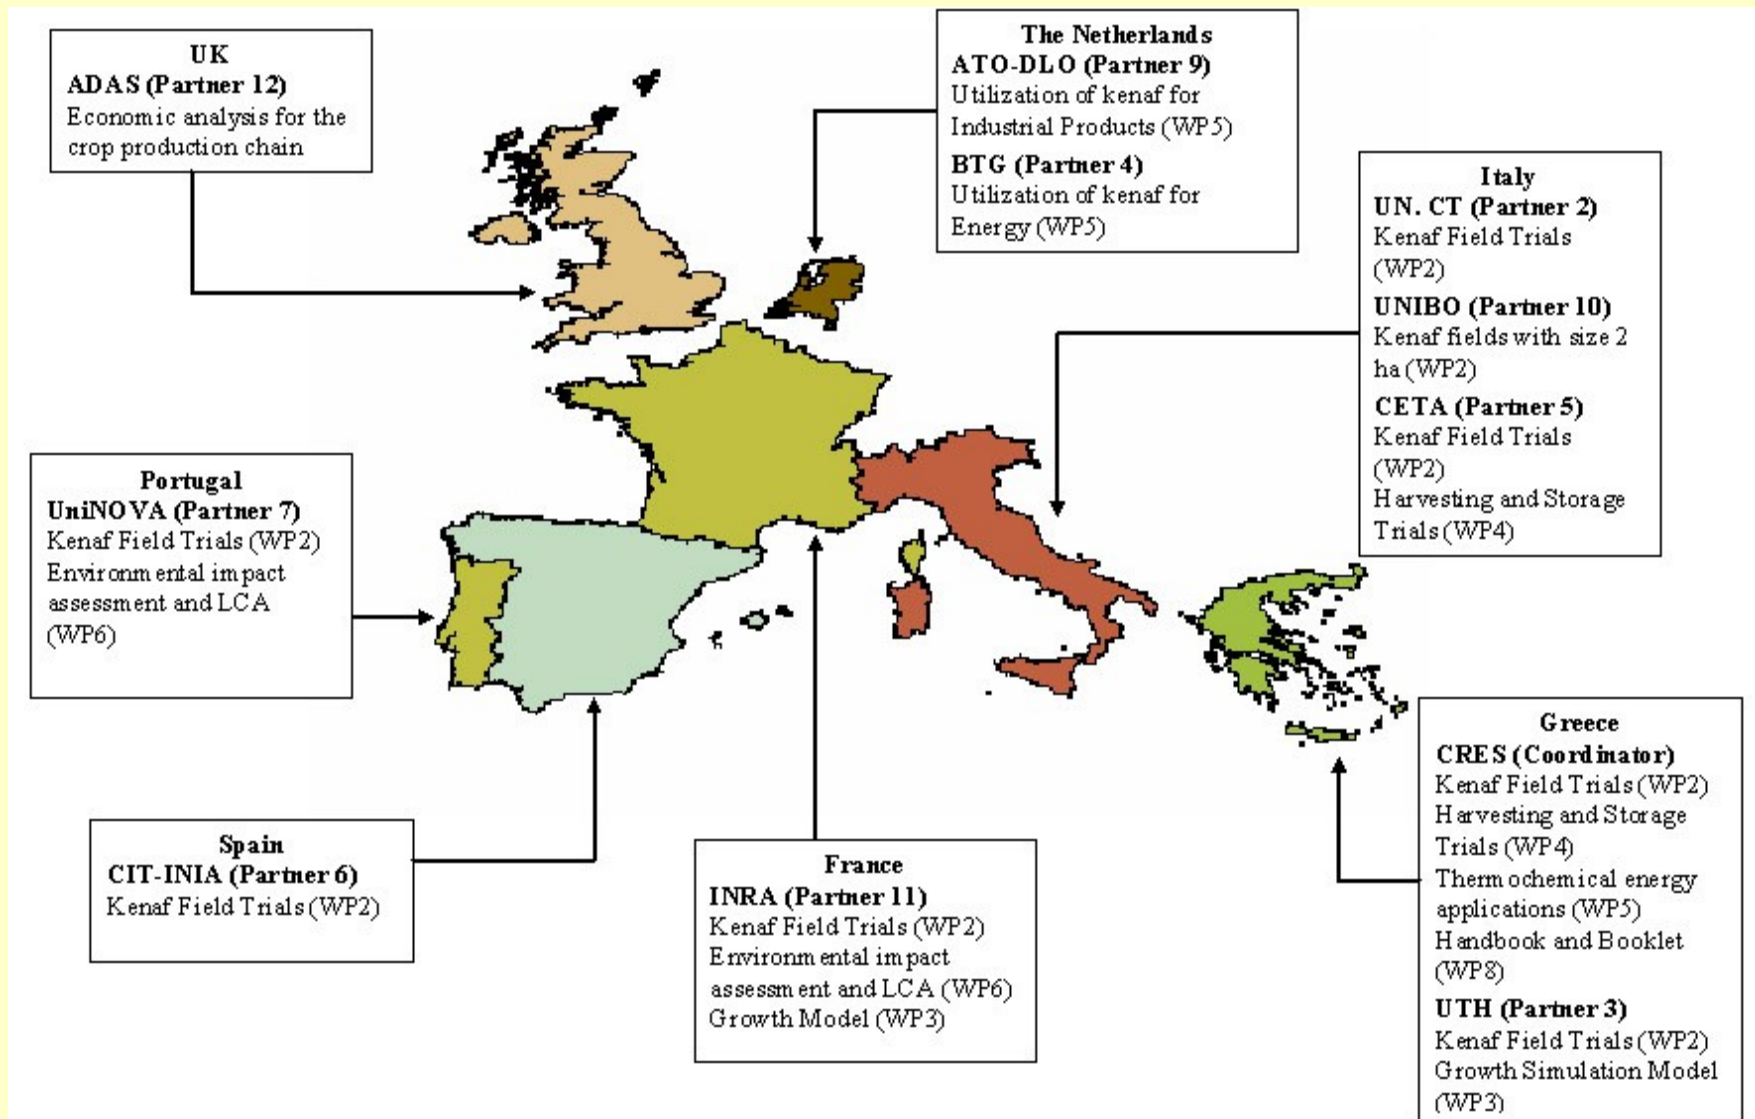 UK
ADAS (Partner 12)
Economic analysis for the
crop production chain
The Netherlands
ATO-DLO (Partner 9)
Utilization of kenaf for
Industrial Products (WP5)
BTG (Partner 4)
Utilization of kenaf for
Energy (WP5)
Italy
UN. CT (Partner 2)
Kenaf Field Trials
(WP2)
UNIBO (Partner 10)
Kenaf fields with size 2
ha (WP2)
CETA (Partner 5)
Kenaf Field Trials
(WP2)
Harvesting and Storage
Trials (WP4)
Portugal
UniNOVA (Partner 7)
Kenaf Field Trials (WP2)
Environmental impact
assessment and LCA
(WP6)
Spain
CIT-INIA (Partner 6)
Kenaf Field Trials (WP2)
France
INRA (Partner 11)
Kenaf Field Trials (WP2)
Environmental impact
assessment and LCA (WP6)
Growth Model (WP3)
Greece
CRES (Coordinator)
Kenaf Field Trials (WP2)
Harvesting and Storage
Trials (WP4)
Thermochemical energy
applications (WP5)
Handbook and Booklet
(WP8)
UTH (Partner 3)
Kenaf Field Trials (WP2)
Growth Simulation Model
(WP3)